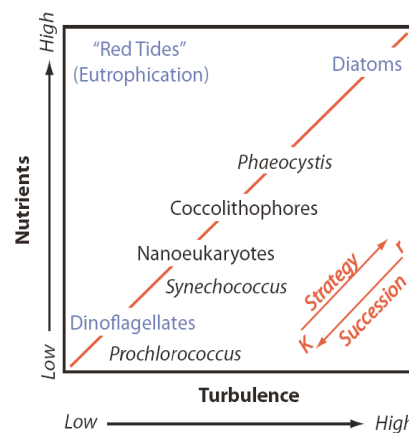 High
“Red Tides”
(Eutrophication)
Diatoms
Phaeocystis
Coccolithophores
Nanoeukaryotes
Synechococcus
Dinoflagellates
Prochlorococcus
Strategy
r
K
Succession
Nutrients
Low
Turbulence
Low
High